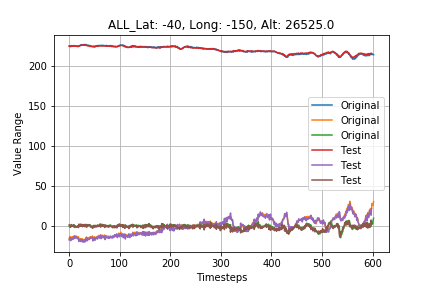 ALL_Lat: -40, Long: -150, Alt: 26525.0
Value Range
200
150
100
50
0
Original
Original
Original
Test
Test
Test
0 100 200 300 400 500 600
Timesteps